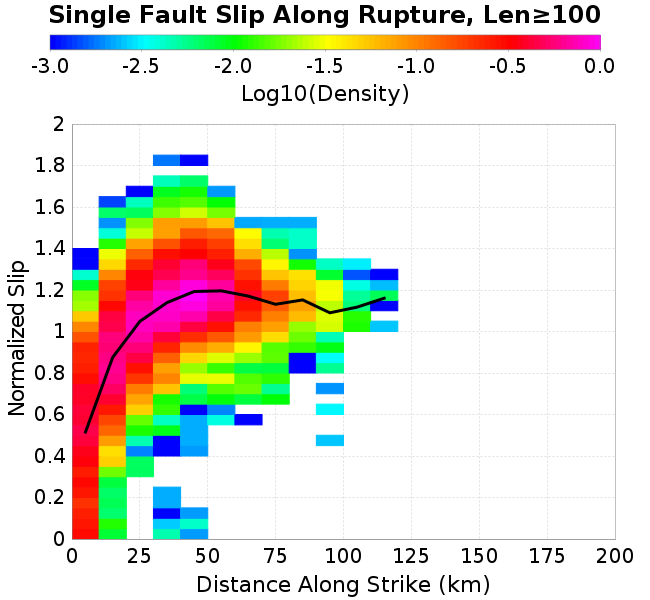 Single Fault Slip Along Rupture, Len≥100
-3.0 -2.5 -2.0 -1.5 -1.0 -0.5 0.0
Log10(Density)
2
1.8
1.6
1.4
1.2
1
0.8
0.6
0.4
0.2
0
Normalized Slip
0 25 50 75 100 125 150 175 200
Distance Along Strike (km)